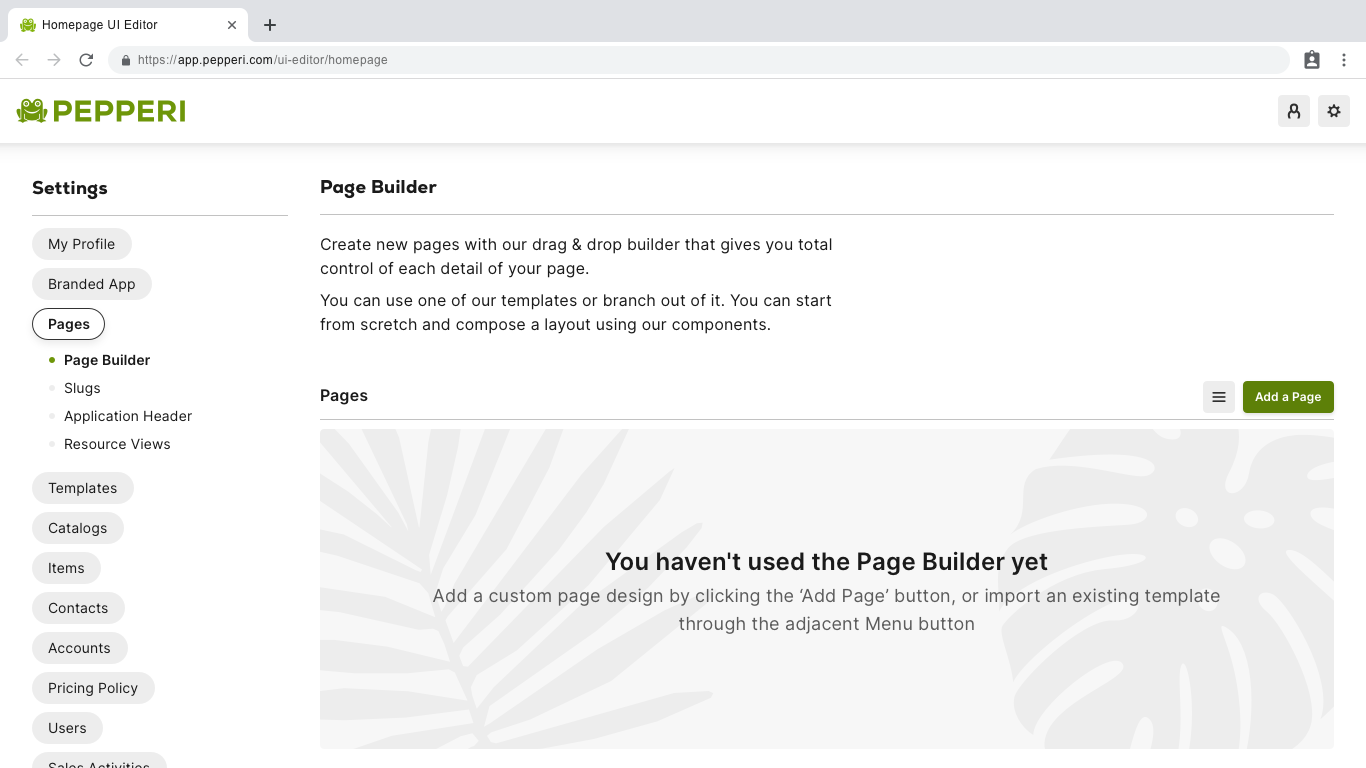 Homepage UI Editor
https://app.pepperi.com/ui-editor/homepage
PEPPERI
Settings
My Profile
Branded App
Pages
Page Builder
Slugs
Application Header
Resource Views
Templates
Catalogs
Items
Contacts
Accounts
Pricing Policy
Users
Sales Activities
Page Builder
Create new pages with our drag & drop builder that gives you total
control of each detail of your page.
You can use one of our templates or branch out of it. You can start
from scretch and compose a layout using our components.
Pages
Add a Page
You haven't used the Page Builder yet
Add a custom page design by clicking the ‘Add Page’ button, or import an existing template
through the adjacent Menu button